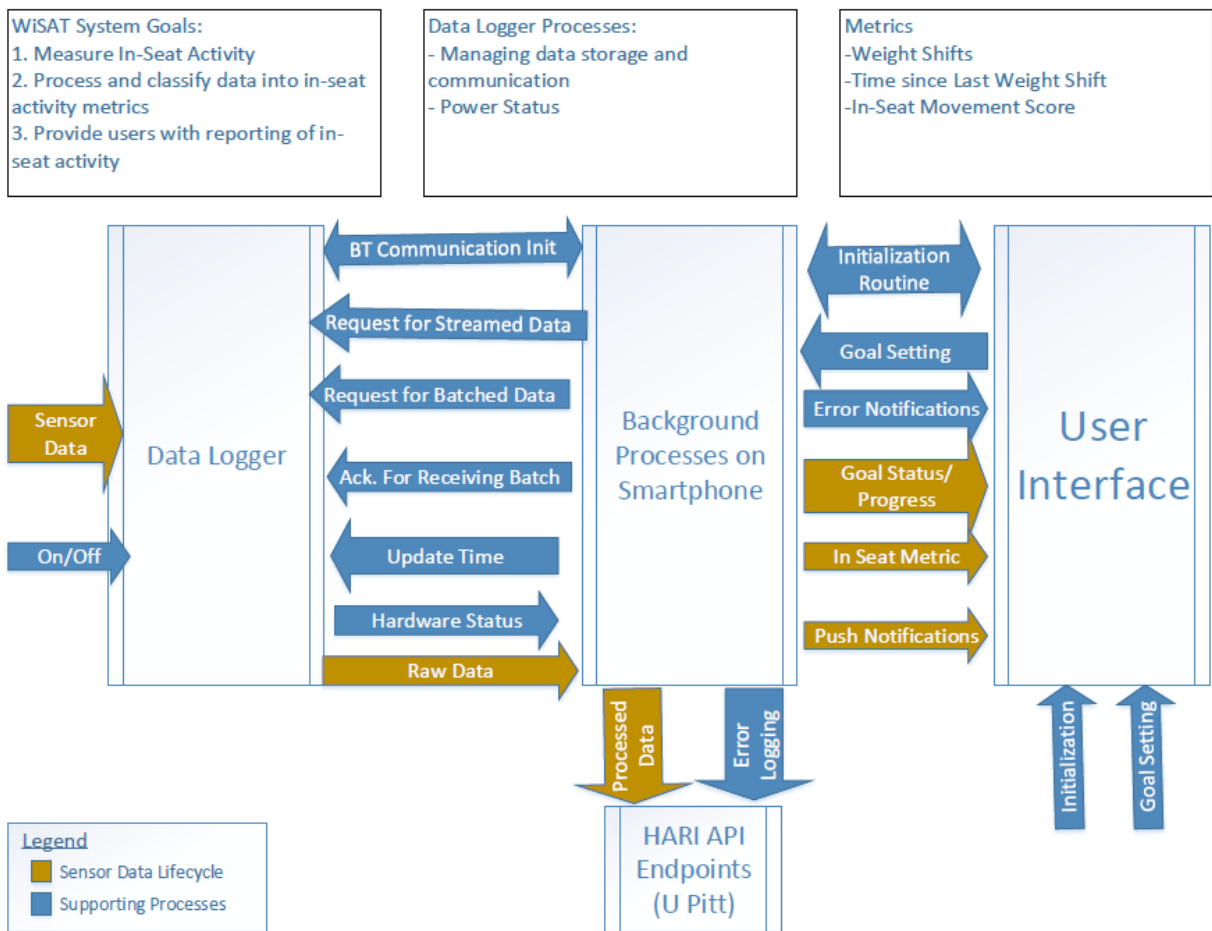 WiSAT System Goals:
1. Measure In-Seat Activity
2. Process and classify data into in-seat
activity metrics
3. Provide users with reporting of in-
seat activity
Data Logger Processes:
- Managing data storage and
communication
- Power Status
Metrics
-Weight Shifts
-Time since Last Weight Shift
-In-Seat Movement Score
Sensor
Data
On/Off
Data Logger
BT Communication Init
Request for Streamed Data
Request for Batched Data
Ack. For Receiving Batch
Update Time
Hardware Status
Raw Data
Background
Processes on
Smartphone
Initialization
Routine
Goal Setting
Error Notifications
Goal Status/
Progress
In Seat Metric
Push Notifications
User
Interface
Processed
Data
Error
Logging
Initialization
Goal Setting
HARI API
Endpoints
(U Pitt)
Legend
Sensor Data Lifecycle
Supporting Processes